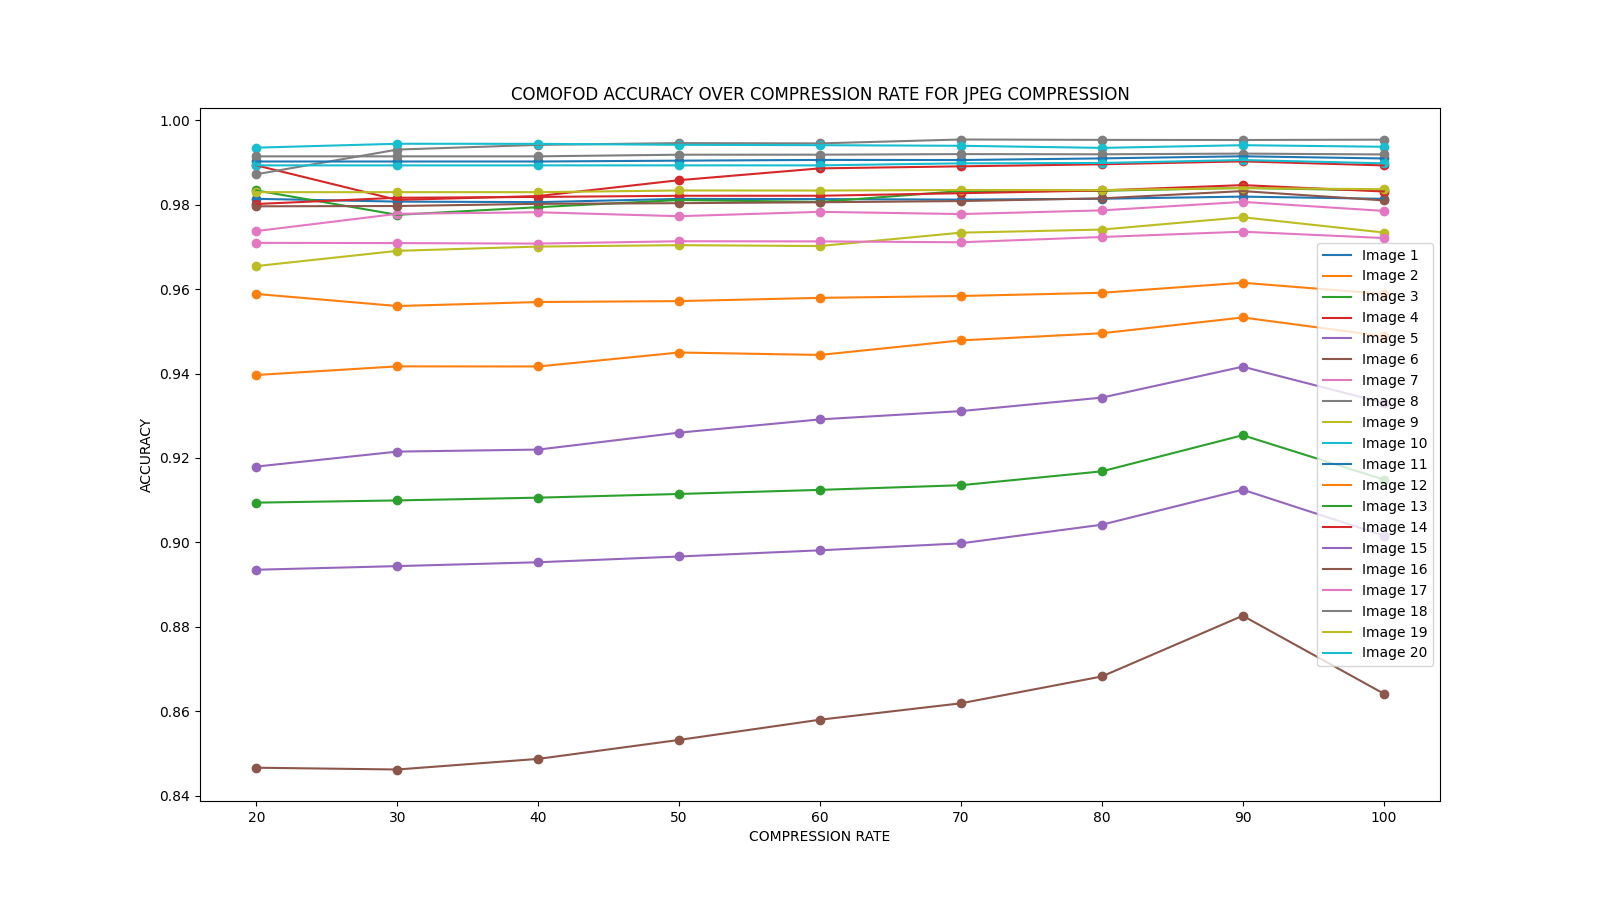 COMOFOD ACCURACY OVER COMPRESSION RATE FOR JPEG COMPRESSION
1.00
0.98
0.96
0.94
0.92
0.90
0.88
0.86
0.84
ACCURACY
Image 1
Image 2
Image 3
Image 4
Image 5
Image 6
Image 7
Image 8
Image 9
Image 10
Image 11
Image 12
Image 13
Image 14
Image 15
Image 16
Image 17
Image 18
Image 19
Image 20
20 30 40 50 60 70 80 90 100
COMPRESSION RATE